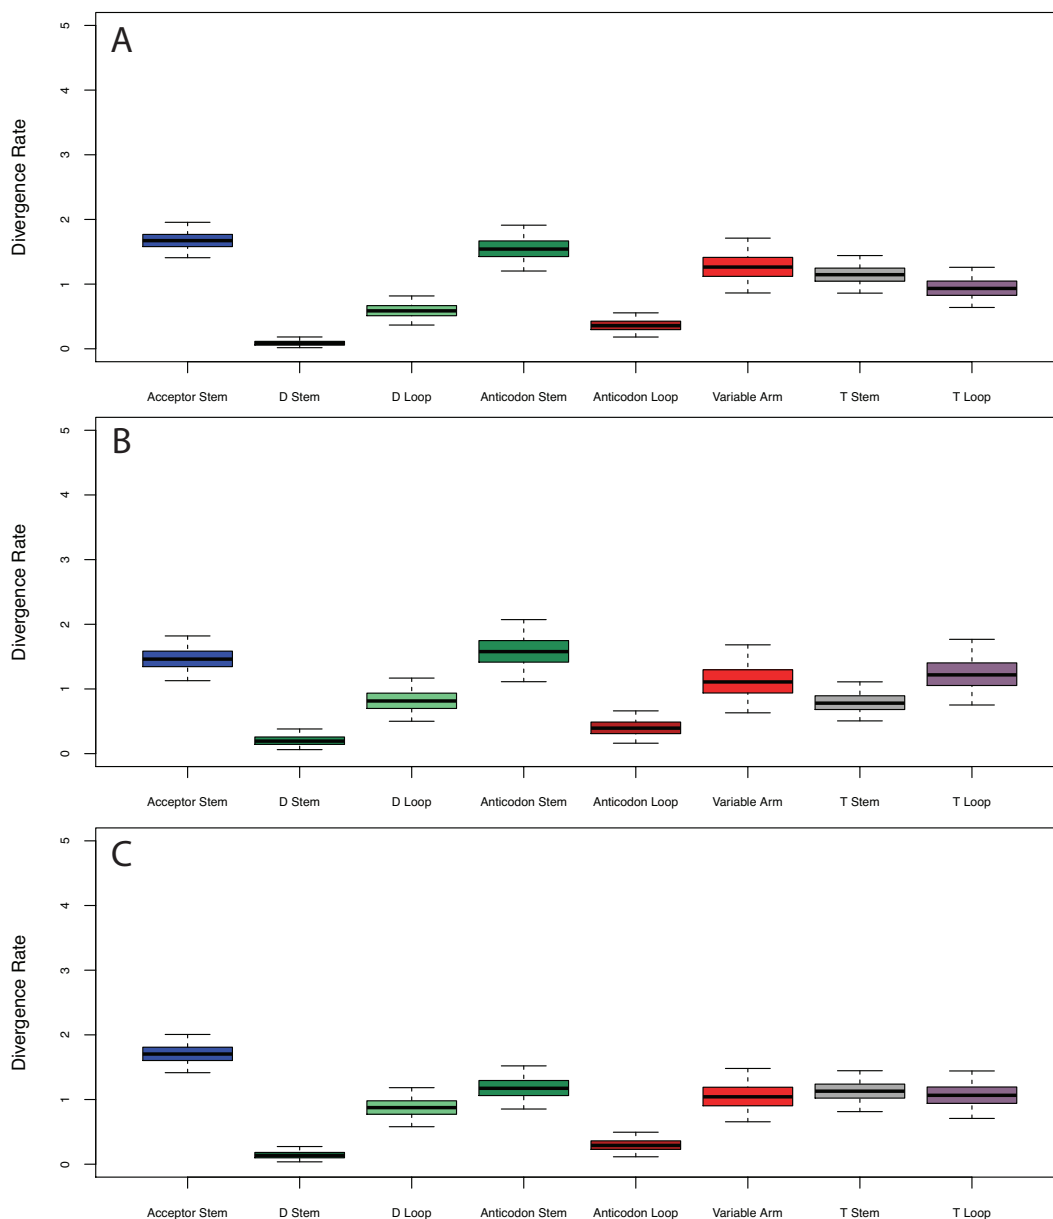 A
Divergence Rate
5
4
3
2
1
0
Acceptor Stem D Stem D Loop Anticodon Stem Anticodon Loop Variable Arm T Stem T Loop
B
Divergence Rate
5
4
3
2
1
0
Acceptor Stem D Stem D Loop Anticodon Stem Anticodon Loop Variable Arm T Stem T Loop
C
Divergence Rate
5
4
3
2
1
0
Acceptor Stem D Stem D Loop Anticodon Stem Anticodon Loop Variable Arm T Stem T Loop